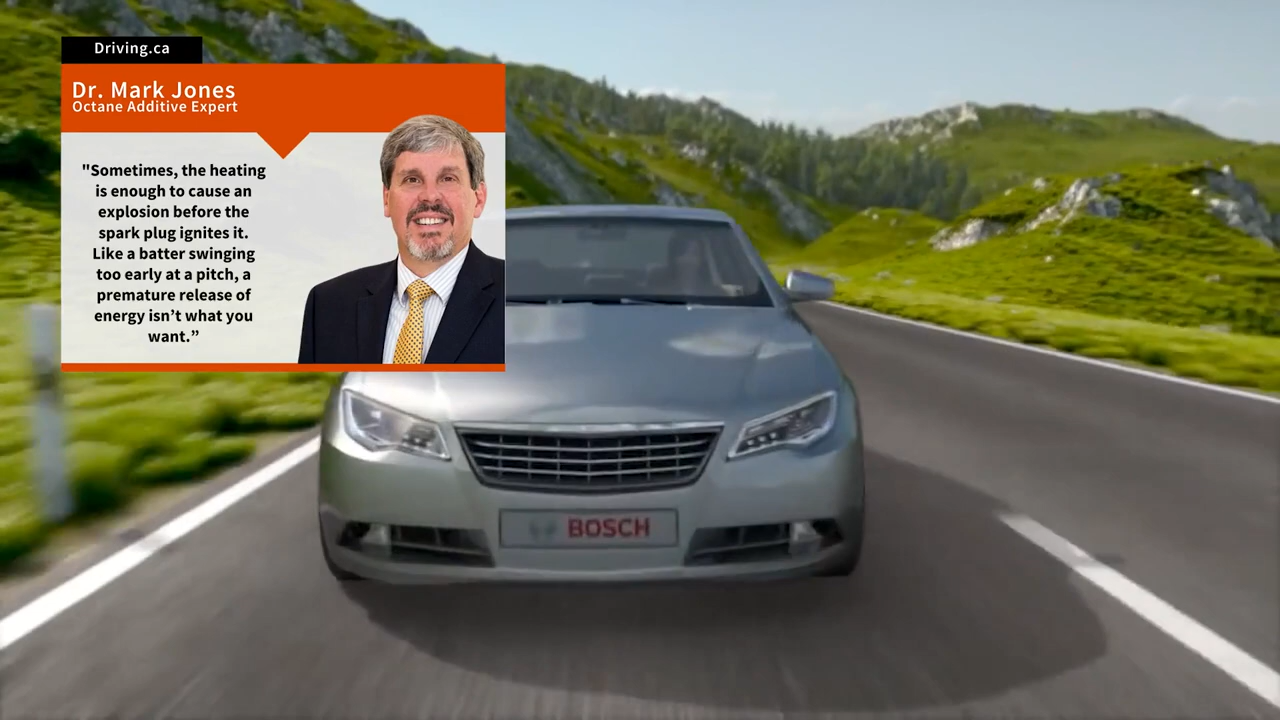 Driving.ca
Dr. Mark Jones
Octane Additive Expert
"Sometimes, the heating
is enough to cause an
explosion before the
spark plug ignites it.
Like a batter swinging
too early at a pitch, a
premature release of
energy isn’t what you
want.”
BOSCH